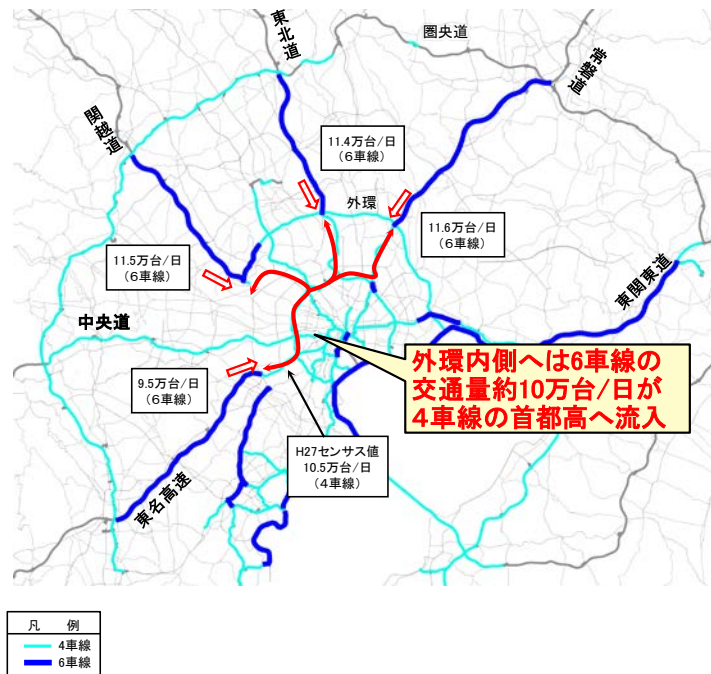 東北道
圏央道
常磐道
関越道
11.4万台/日
(6車線)
外環
11.6万台/日
(6車線)
11.5万台/日
(6車線)
東関東道
中央道
外環内側へは6車線の
交通量約10万台/日が
4車線の首都高へ流入
9.5万台/日
(6車線)
H27センサス値
10.5万台/日
(4車線)
東名高速
凡 例
4車線
6車線